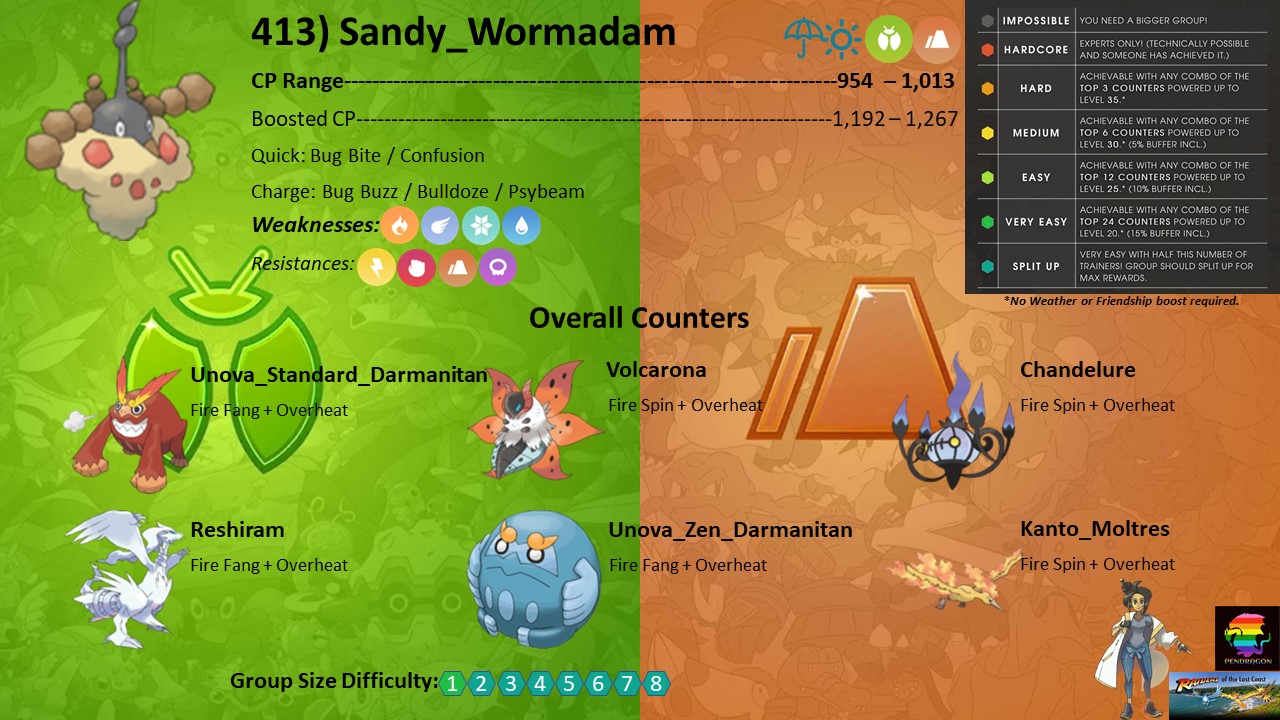 413) Sandy_Wormadam
CP Range--------------------------------------------------------------------------------954 – 1,013
Boosted CP--------------------------------------------------------------------------------1,192 – 1,267
Quick: Bug Bite / Confusion
Charge: Bug Buzz / Bulldoze / Psybeam
Weaknesses:
Resistances:
IMPOSSIBLE YOU NEED A BIGGER GROUP!
HARDCORE EXPERTS ONLY! (TECHNICALLY POSSIBLE
AND SOMEONE HAS ACHIEVED IT.)
HARD ACHIEVABLE WITH ANY COMBO OF THE
TOP 3 COUNTERS POWERED UP TO
LEVEL 35.*
MEDIUM ACHIEVABLE WITH ANY COMBO OF THE
TOP 6 COUNTERS POWERED UP TO
LEVEL 30.* (5% BUFFER INCL.)
EASY ACHIEVABLE WITH ANY COMBO OF THE
TOP 12 COUNTERS POWERED UP TO
LEVEL 25.* (10% BUFFER INCL.)
VERY EASY ACHIEVABLE WITH ANY COMBO OF THE
TOP 24 COUNTERS POWERED UP TO
LEVEL 20.* (15% BUFFER INCL.)
SPLIT UP VERY EASY WITH HALF THIS NUMBER OF
TRAINERS! GROUP SHOULD SPLIT UP FOR
MAX REWARDS.
*No Weather or Friendship boost required.
Overall Counters
Unova_Standard_Darmanitan
Fire Fang + Overheat
Volcarona
Fire Spin + Overheat
Chandelure
Fire Spin + Overheat
Reshiram
Fire Fang + Overheat
Unova_Zen_Darmanitan
Fire Fang + Overheat
Kanto_Moltres
Fire Spin + Overheat
Group Size Difficulty: 1 2 3 4 5 6 7 8
PENDRAGON
RAIDERS of the Lost Coast